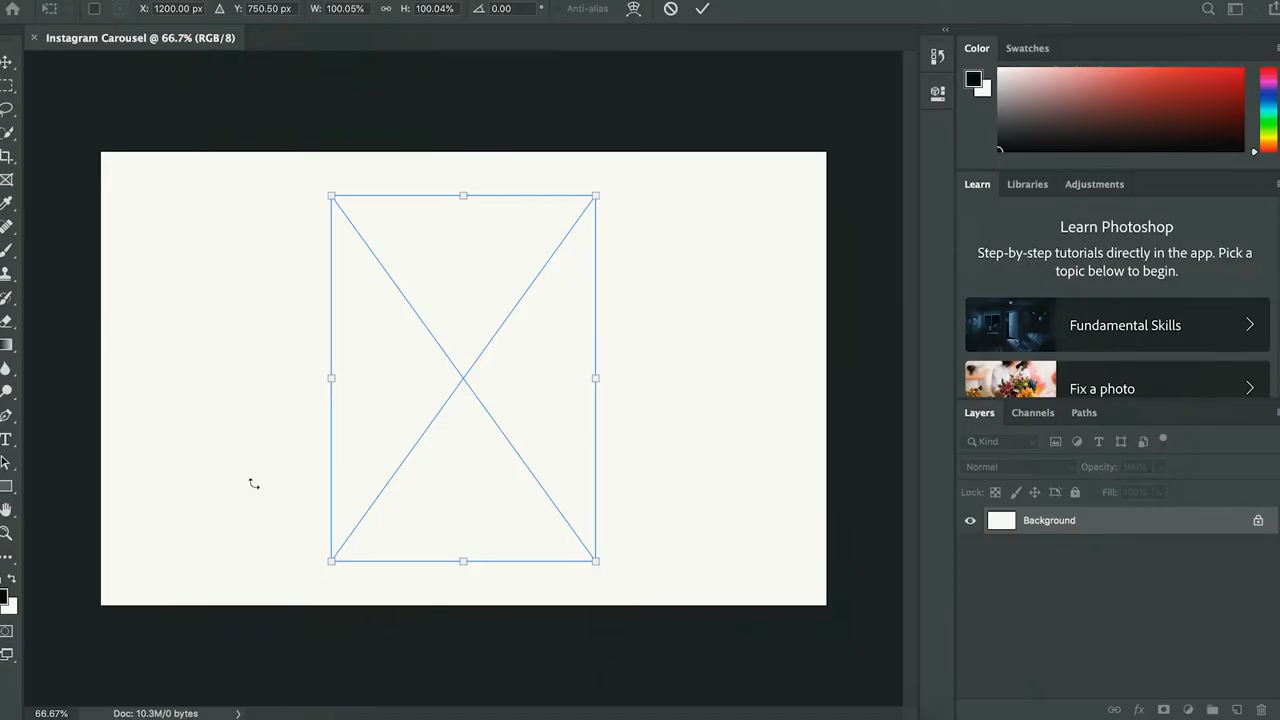 X: 1200.00 px Y: 750.50 px W: 100.05% H: 100.04% 0.00 ° Anti-alias
× Instagram Carousel @ 66.7% (RGB/8)
Color Swatches
Learn Libraries Adjustments
Learn Photoshop
Step-by-step tutorials directly in the app. Pick a
topic below to begin.
Fundamental Skills
Fix a photo
Layers Channels Paths
Kind
Normal Opacity: 100%
Lock: Fill: 100%
Background
66.67% Doc: 10.3M/0 bytes